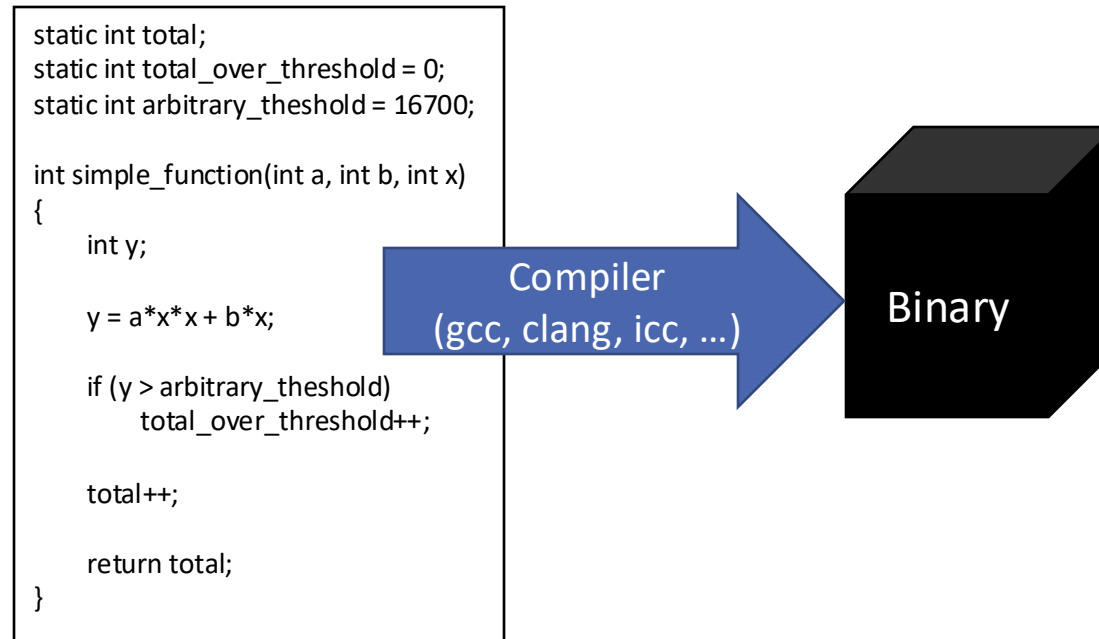 static int total;
static int total_over_threshold = 0;
static int arbitrary_theshold = 16700;
int simple_function(int a, int b, int x)
{
int y;
y = a*x*x + b*x;
if (y > arbitrary_theshold)
total_over_threshold++;
total++;
return total;
}
Compiler
(gcc, clang, icc, …)
Binary